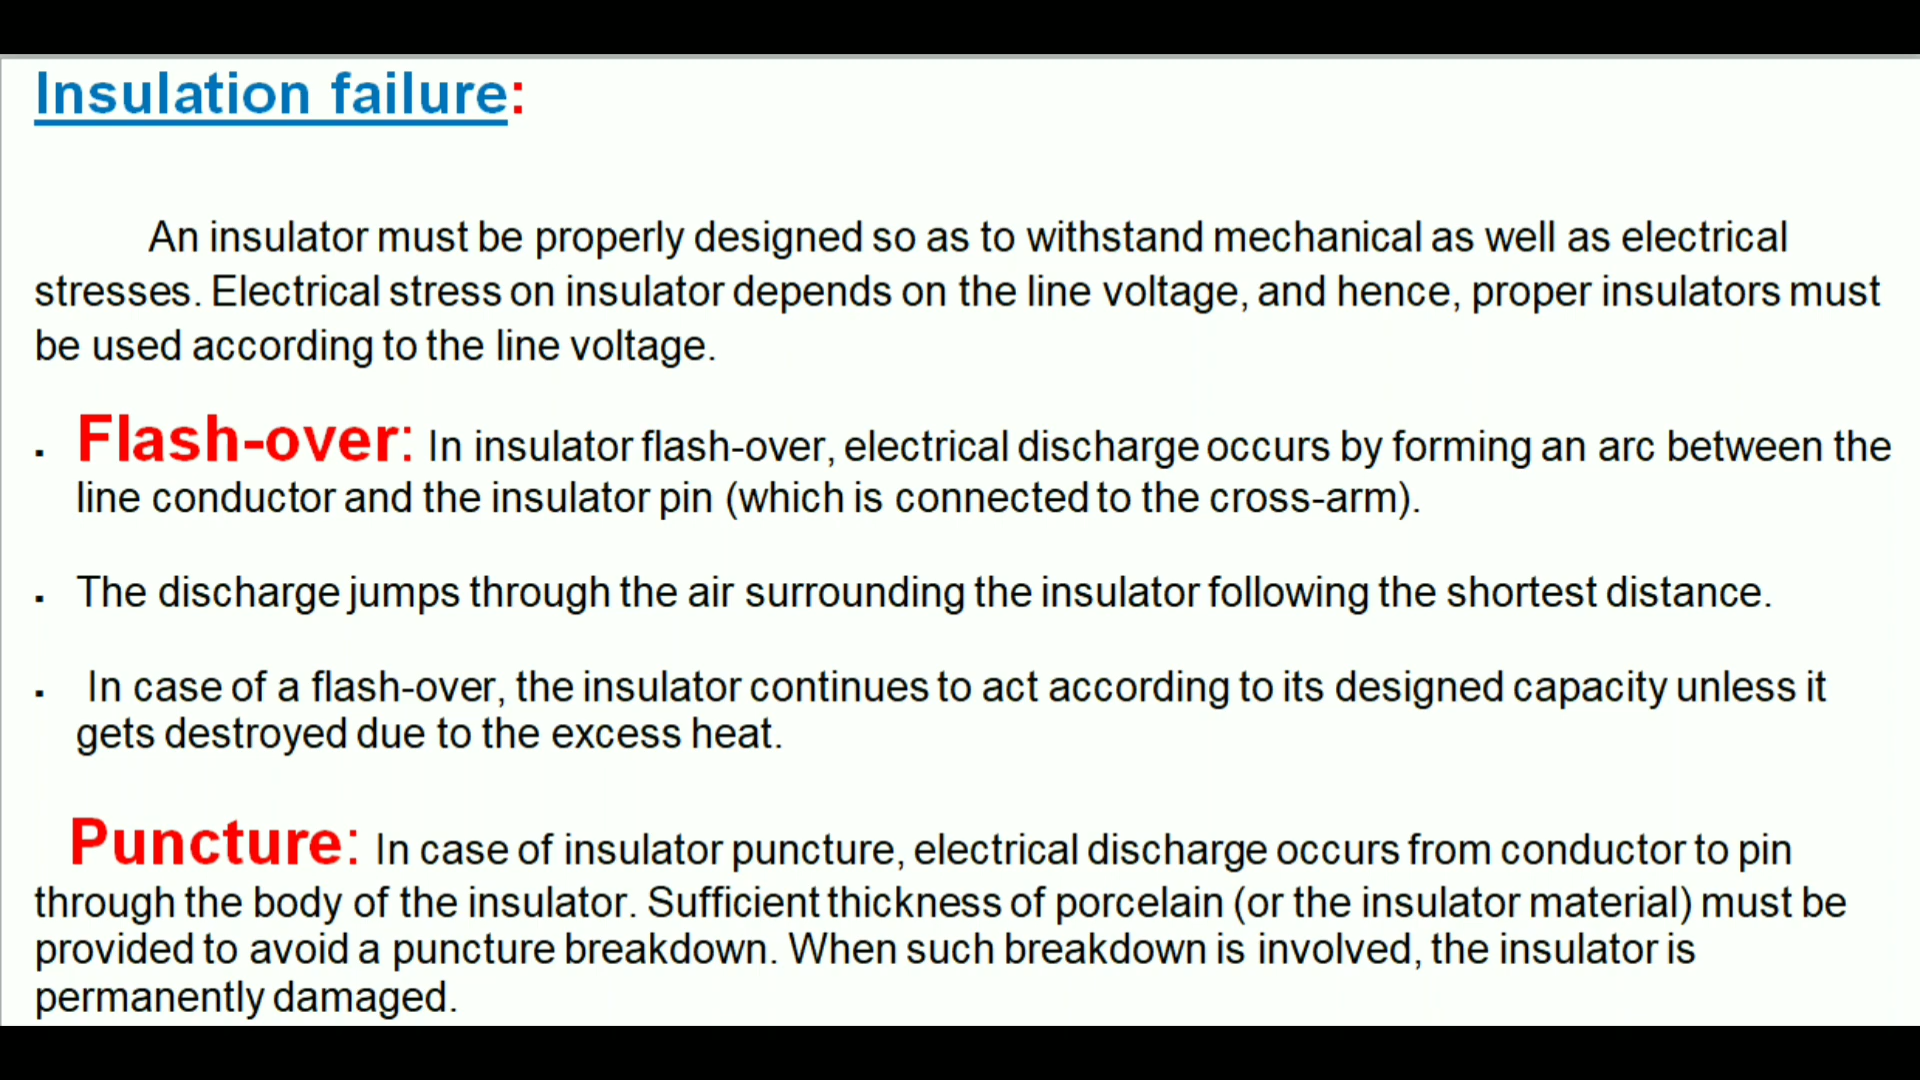 Insulation failure:
An insulator must be properly designed so as to withstand mechanical as well as electrical
stresses. Electrical stress on insulator depends on the line voltage, and hence, proper insulators must
be used according to the line voltage.
▪ Flash-over: In insulator flash-over, electrical discharge occurs by forming an arc between the
line conductor and the insulator pin (which is connected to the cross-arm).
▪ The discharge jumps through the air surrounding the insulator following the shortest distance.
▪ In case of a flash-over, the insulator continues to act according to its designed capacity unless it
gets destroyed due to the excess heat.
Puncture: In case of insulator puncture, electrical discharge occurs from conductor to pin
through the body of the insulator. Sufficient thickness of porcelain (or the insulator material) must be
provided to avoid a puncture breakdown. When such breakdown is involved, the insulator is
permanently damaged.